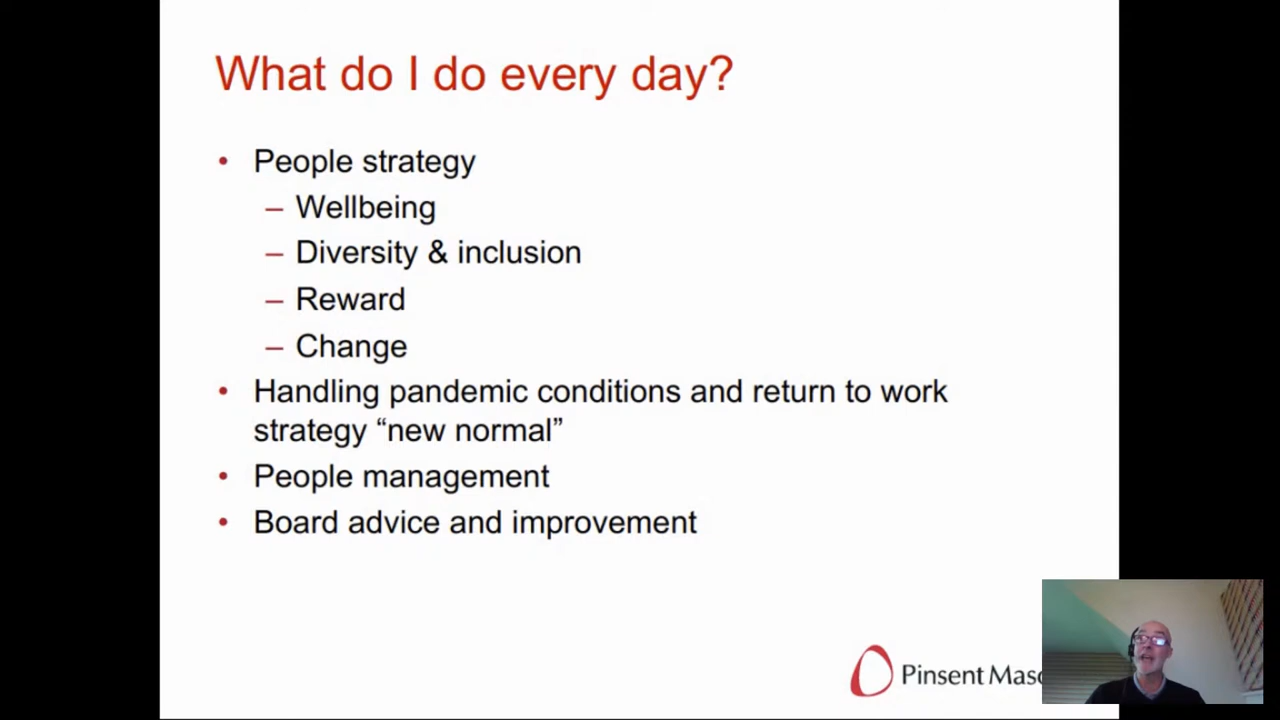 What do I do every day?
• People strategy
– Wellbeing
– Diversity & inclusion
– Reward
– Change
• Handling pandemic conditions and return to work
strategy “new normal”
• People management
• Board advice and improvement
Pinsent